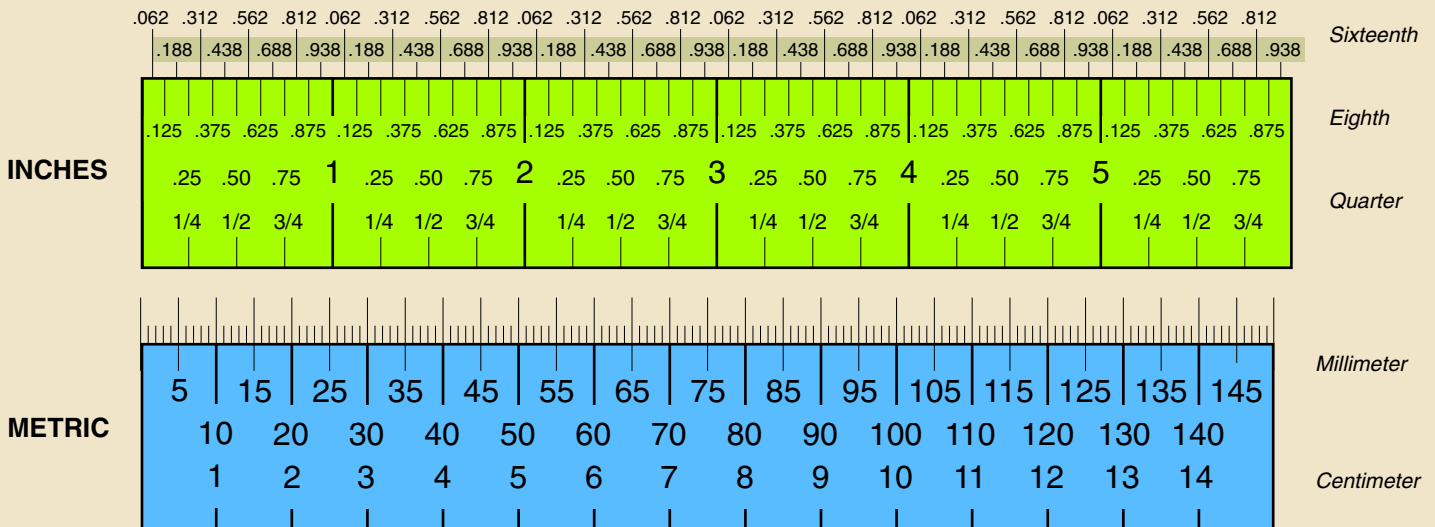 .062 .312 .562 .812 .062 .312 .562 .812 .062 .312 .562 .812 .062 .312 .562 .812 .062 .312 .562 .812 .062 .312 .562 .812
Sixteenth
.188 .438 .688 .938 .188 .438 .688 .938 .188 .438 .688 .938 .188 .438 .688 .938 .188 .438 .688 .938 .188 .438 .688 .938
Eighth
.125 .375 .625 .875 .125 .375 .625 .875 .125 .375 .625 .875 .125 .375 .625 .875 .125 .375 .625 .875 .125 .375 .625 .875
INCHES
.25 .50 .75 1 .25 .50 .75 2 .25 .50 .75 3 .25 .50 .75 4 .25 .50 .75 5 .25 .50 .75
Quarter
1/4 1/2 3/4 1/4 1/2 3/4 1/4 1/2 3/4 1/4 1/2 3/4 1/4 1/2 3/4 1/4 1/2 3/4
Millimeter
5 15 25 35 45 55 65 75 85 95 105 115 125 135 145
METRIC
10 20 30 40 50 60 70 80 90 100 110 120 130 140
1 2 3 4 5 6 7 8 9 10 11 12 13 14
Centimeter